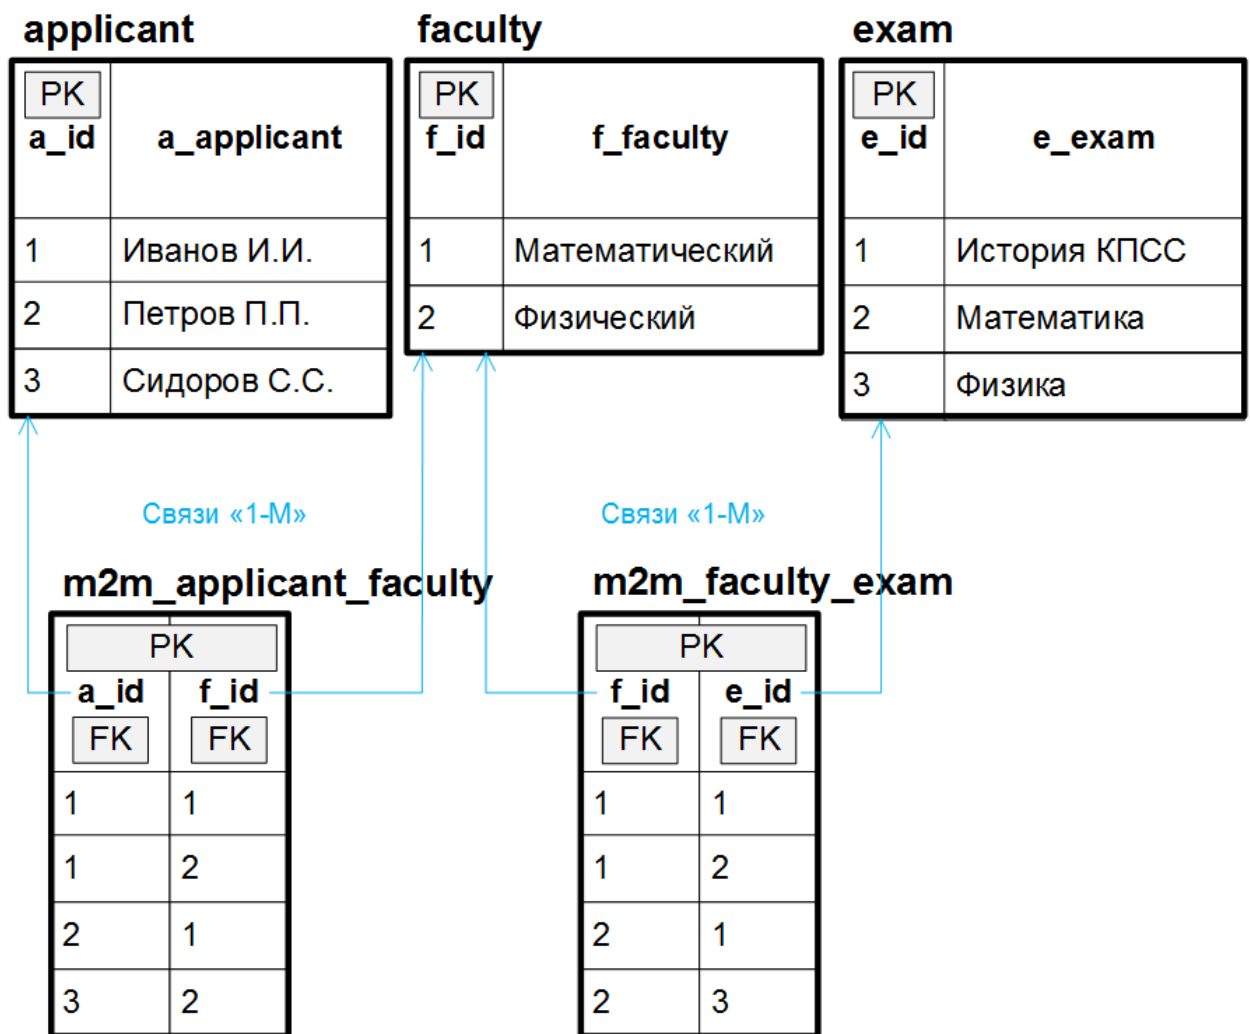 applicant
faculty
exam
PK
a_id
a_applicant
1
Иванов И.И.
2
Петров П.П.
3
Сидоров С.С.
PK
f_id
f_faculty
1
Математический
2
Физический
PK
e_id
e_exam
1
История КПСС
2
Математика
3
Физика
Связи «1-М»
Связи «1-М»
m2m_applicant_faculty
PK
a_id f_id
FK FK
1 1
1 2
2 1
3 2
m2m_faculty_exam
PK
f_id e_id
FK FK
1 1
1 2
2 1
2 3